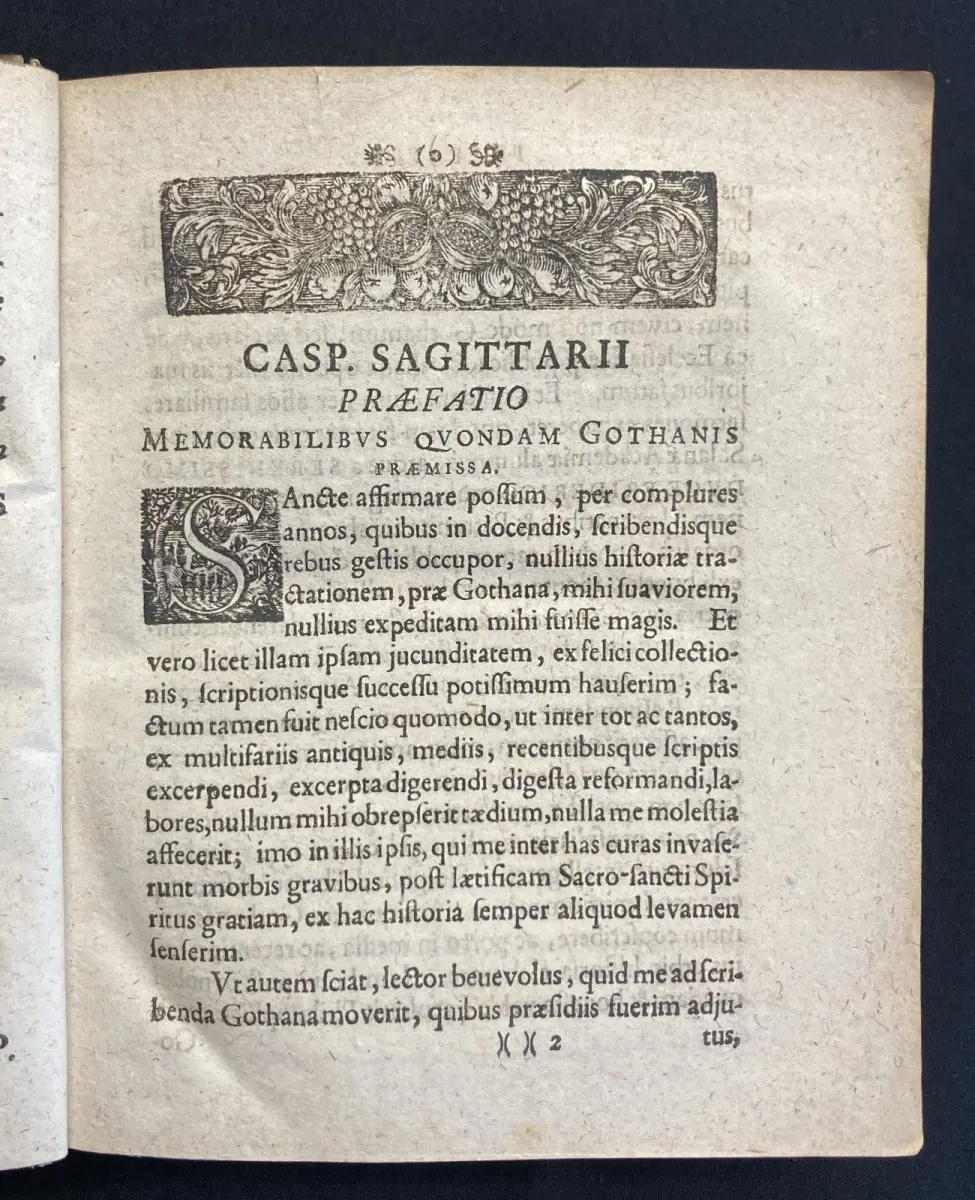 (o)
CASP. SAGITTARII
PRÆFATIO
MEMORABILIBVS QVONDAM GOTHANIS
PRÆMISSA.
SAncte affirmare poſſum, per complures
annos, quibus in docendis, ſcribendisque
rebus geſtis occupor, nullius hiſtoriæ tra-
ctationem, præ Gothana, mihi ſuaviorem,
nullius expeditam mihi fuiſſe magis. Et
vero licet illam ipſam jucunditatem, ex felici collectio-
nis, ſcriptionisque ſucceſſu potiſſimum hauſerim; fa-
ctum tamen fuit neſcio quomodo, ut inter tot ac tantos,
ex multifariis antiquis, mediis, recentibusque ſcriptis
excerpendi, excerpta digerendi, digeſta reformandi, la-
bores, nullum mihi obrepſerit tædium, nulla me moleſtia
affecerit; imo in illis ipſis, qui me inter has curas invaſe-
runt morbis gravibus, poſt lætificam Sacro-ſancti Spi-
ritus gratiam, ex hac hiſtoria ſemper aliquod levamen
ſenſerim.
Vt autem ſciat, lector beuevolus, quid me ad ſcri-
benda Gothana moverit, quibus præſidiis fuerim adju-
)( )( 2 tus,